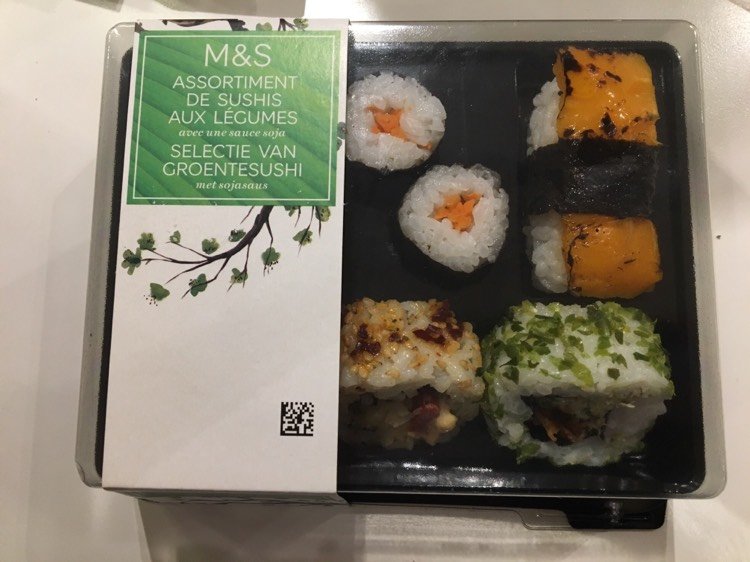 M&S
ASSORTIMENT
DE SUSHIS
AUX LÉGUMES
avec une sauce soja
SELECTIE VAN
GROENTESUSHI
met sojasaus